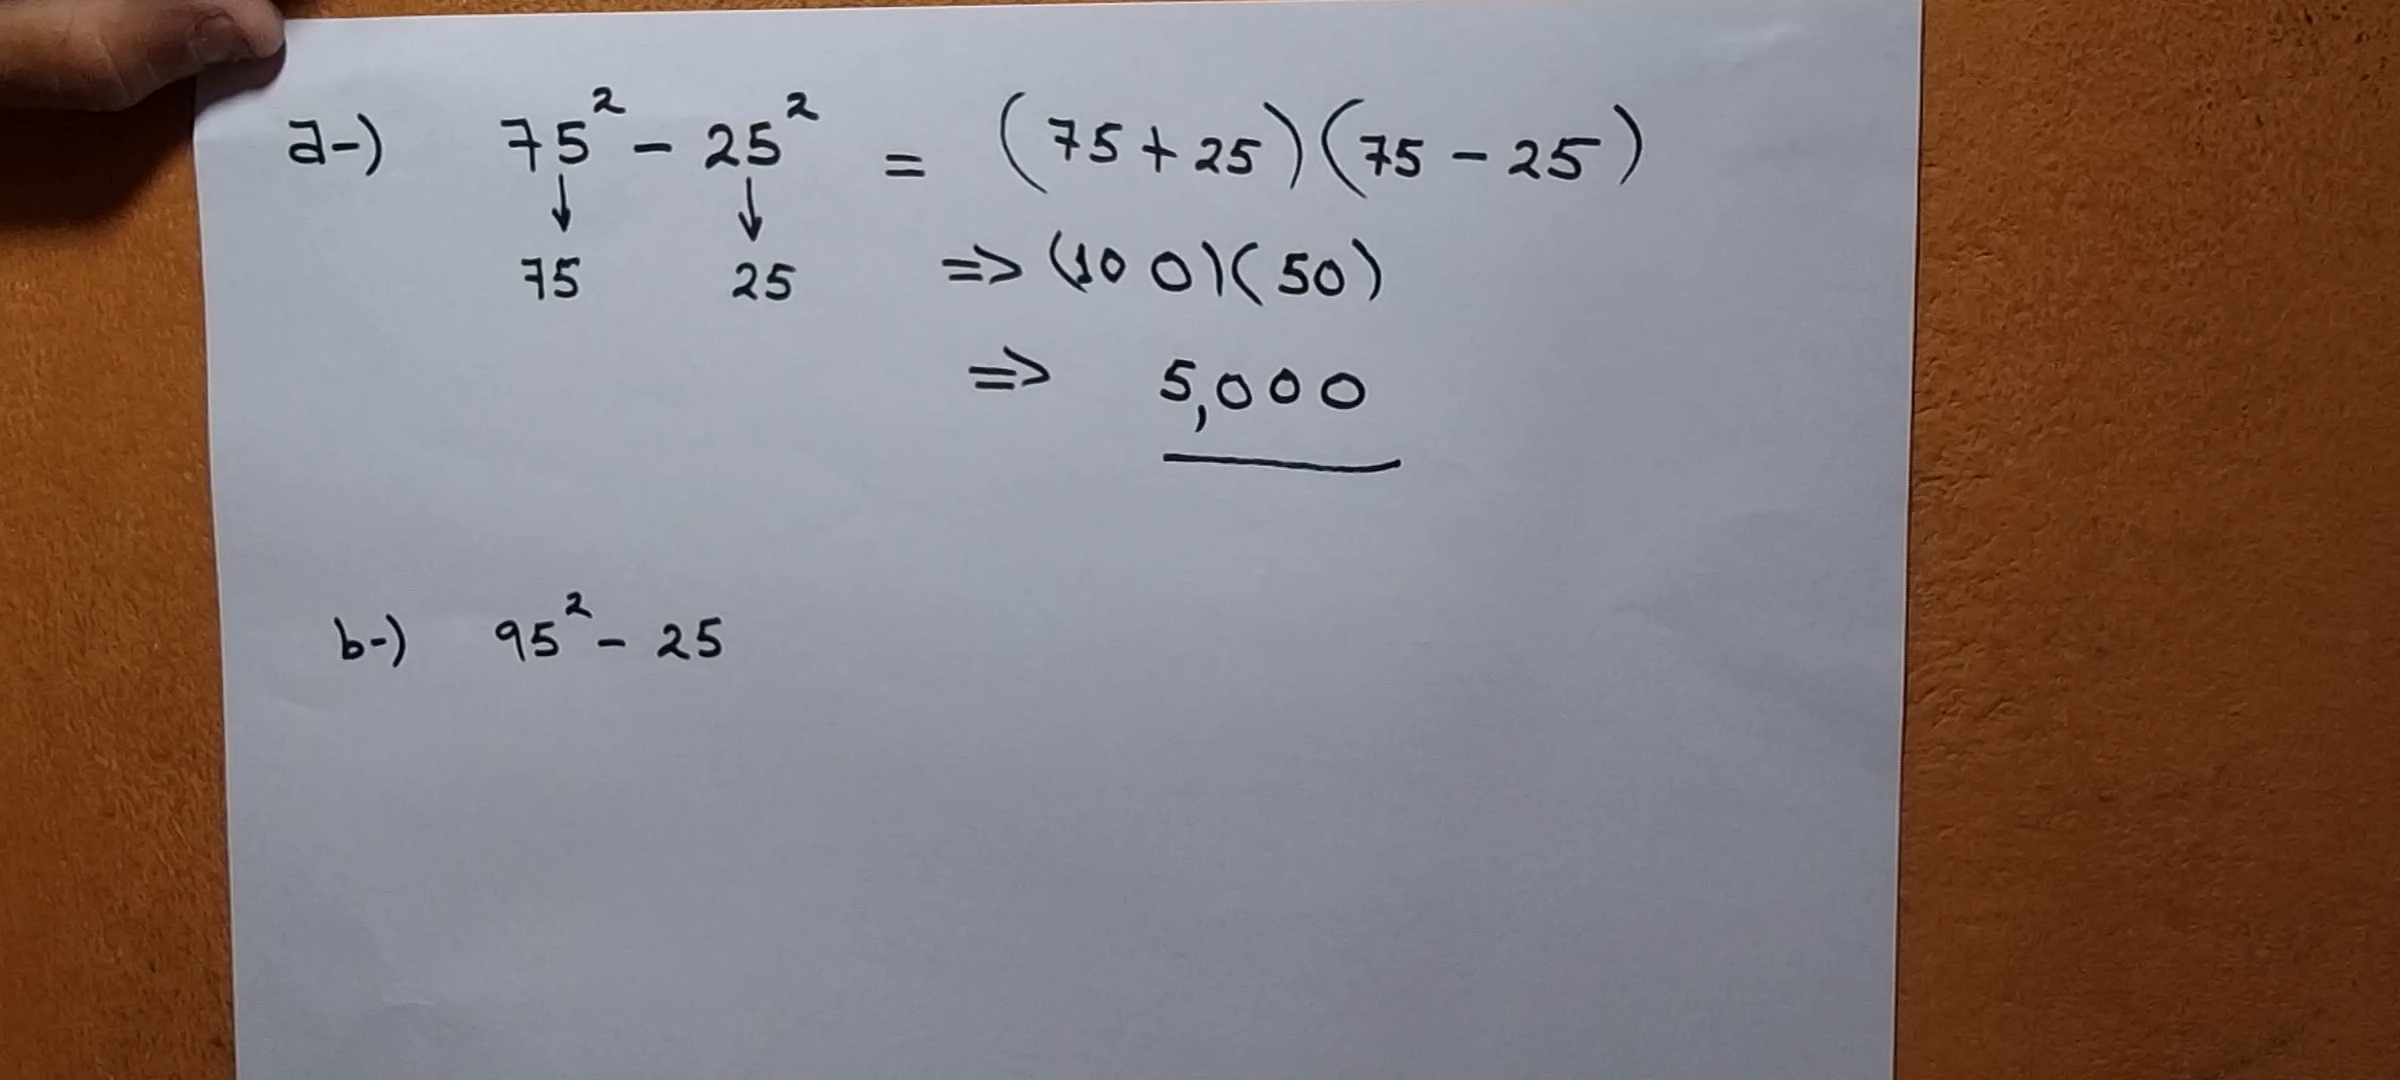 a-) 75² - 25² = (75 + 25)(75 - 25)
↓ ↓
75 25 => (100)(50)
=> 5,000
b-) 95² - 25